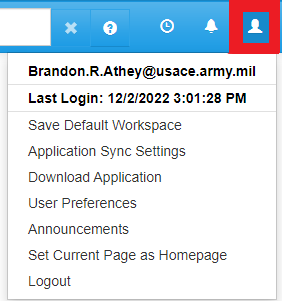 Brandon.R.Athey@usace.army.mil
Last Login: 12/2/2022 3:01:28 PM
Save Default Workspace
Application Sync Settings
Download Application
User Preferences
Announcements
Set Current Page as Homepage
Logout